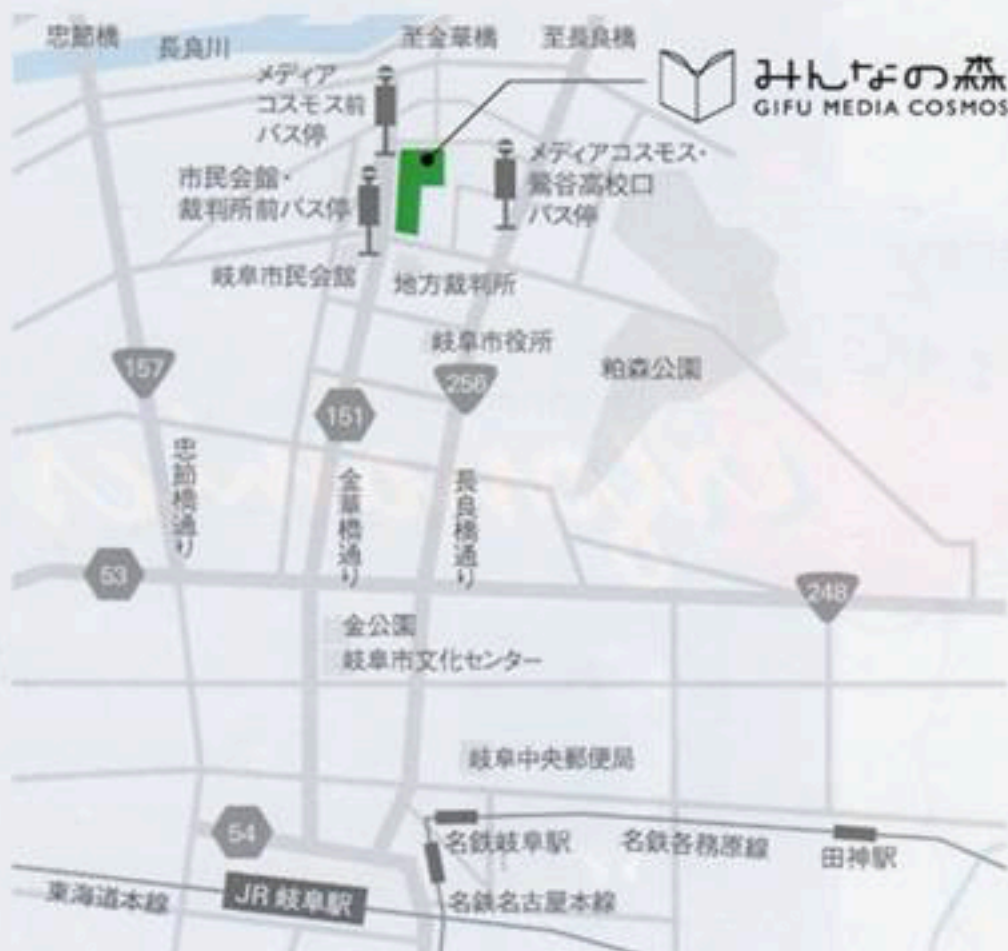 忠節橋
長良川
至金華橋
至長良橋
みんなの森
GIFU MEDIA COSMOS
メディア
コスモス前
バス停
メディアコスモス・
鶯谷高校口
バス停
市民会館・
裁判所前バス停
岐阜市民会館
地方裁判所
岐阜市役所
粕森公園
157
151
256
忠節橋通り
金華橋通り
長良橋通り
53
248
金公園
岐阜市文化センター
岐阜中央郵便局
54
名鉄岐阜駅
名鉄各務原線
田神駅
東海道本線
JR 岐阜駅
名鉄名古屋本線